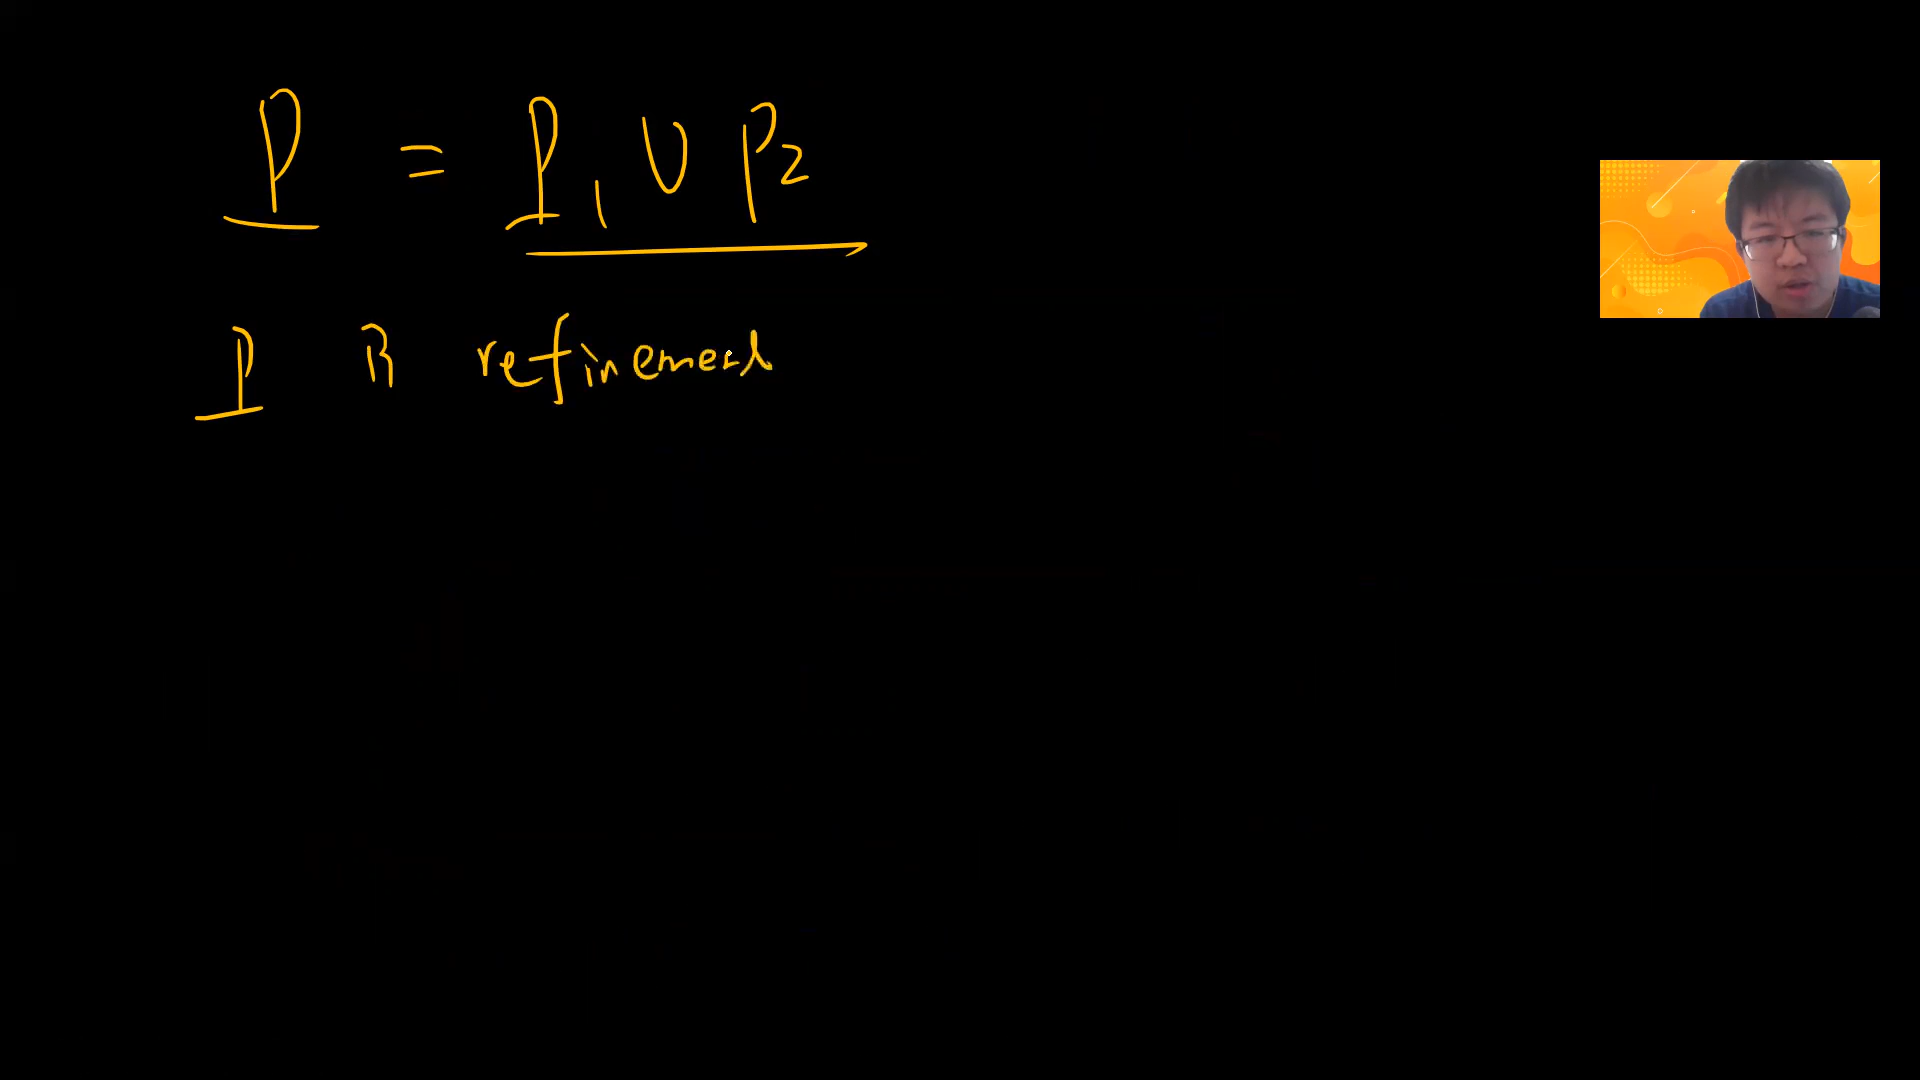 P = P₁ ∪ P₂
P is refinement